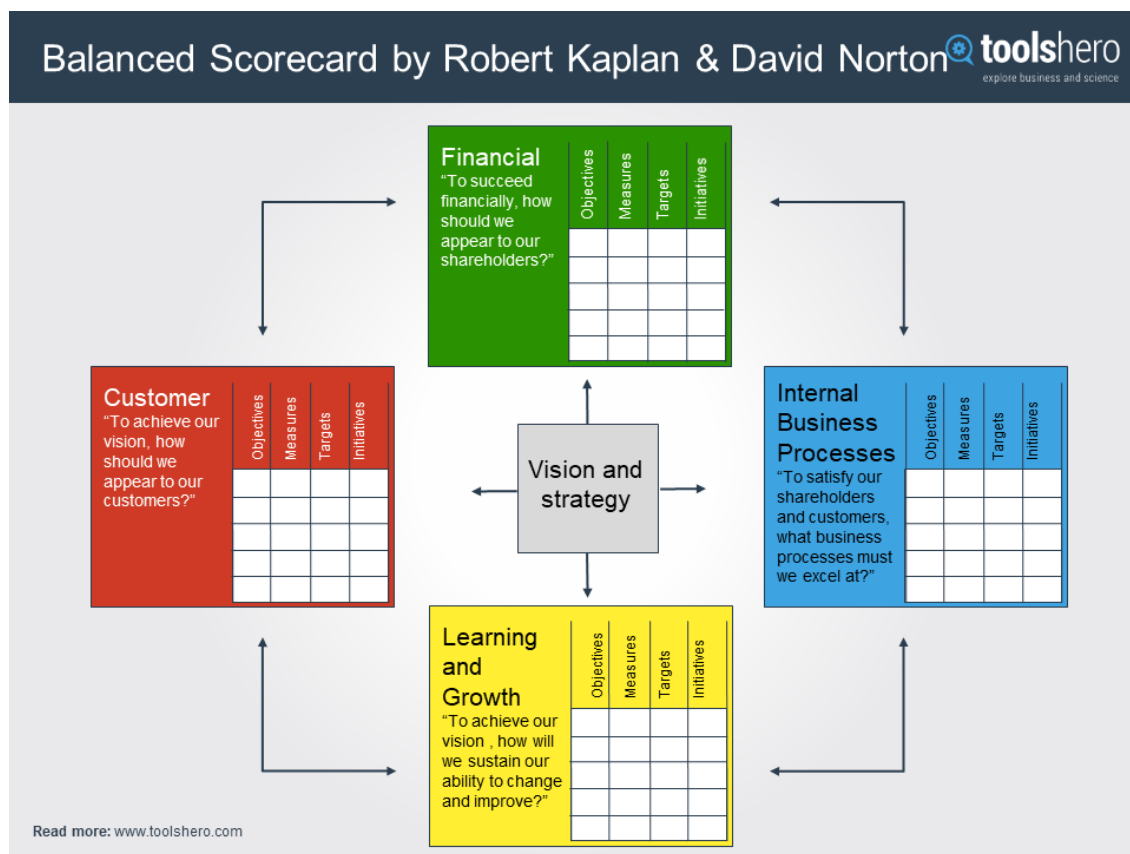 Balanced Scorecard by Robert Kaplan & David Norton
toolshero
explore business and science
Financial
“To succeed
financially, how
should we
appear to our
shareholders?”
Objectives
Measures
Targets
Initiatives
Customer
“To achieve our
vision, how
should we
appear to our
customers?”
Objectives
Measures
Targets
Initiatives
Vision and
strategy
Internal
Business
Processes
“To satisfy our
shareholders
and customers,
what business
processes must
we excel at?”
Objectives
Measures
Targets
Initiatives
Learning
and
Growth
“To achieve our
vision , how will
we sustain our
ability to change
and improve?”
Objectives
Measures
Targets
Initiatives
Read more: www.toolshero.com